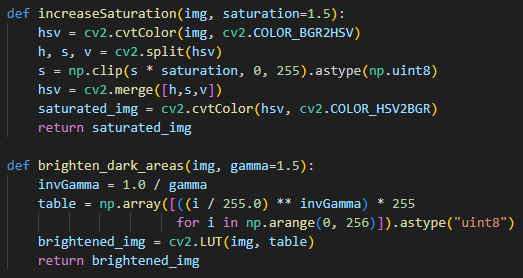 def increaseSaturation(img, saturation=1.5):
    hsv = cv2.cvtColor(img, cv2.COLOR_BGR2HSV)
    h, s, v = cv2.split(hsv)
    s = np.clip(s * saturation, 0, 255).astype(np.uint8)
    hsv = cv2.merge([h,s,v])
    saturated_img = cv2.cvtColor(hsv, cv2.COLOR_HSV2BGR)
    return saturated_img

def brighten_dark_areas(img, gamma=1.5):
    invGamma = 1.0 / gamma
    table = np.array([((i / 255.0) ** invGamma) * 255
                      for i in np.arange(0, 256)]).astype("uint8")
    brightened_img = cv2.LUT(img, table)
    return brightened_img